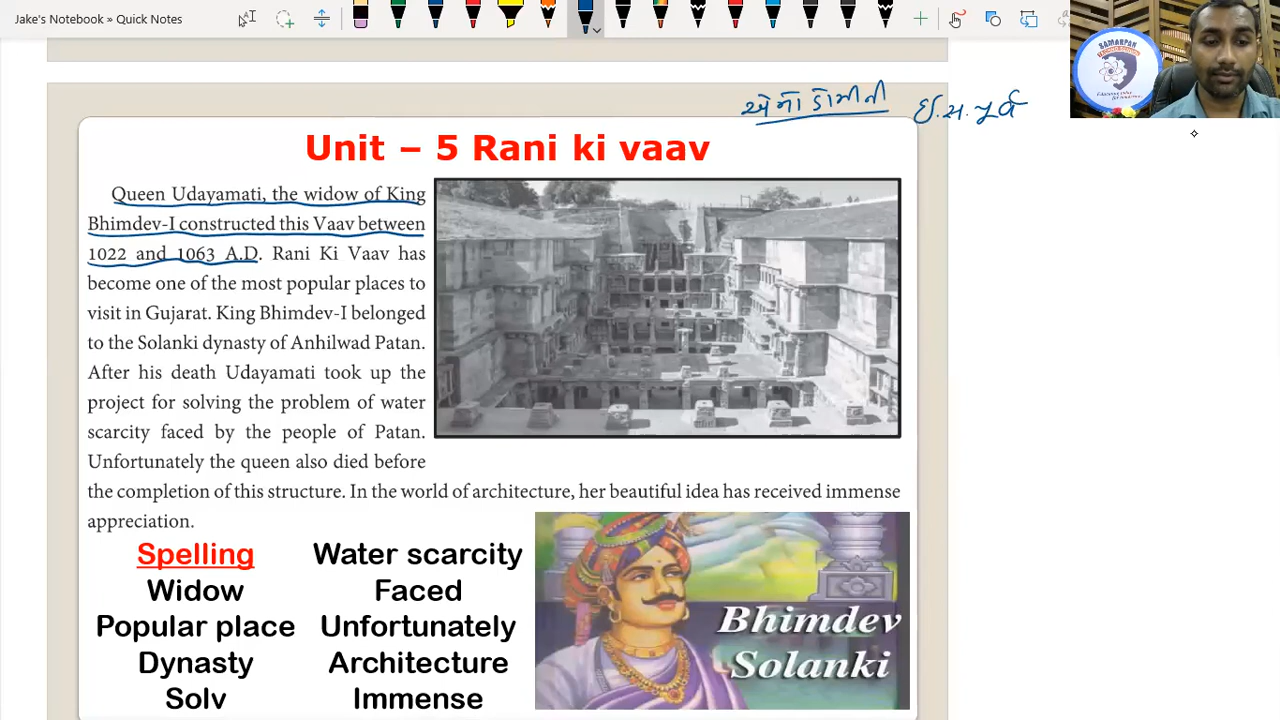 Jake's Notebook » Quick Notes
SAMARPAN
ઈ.સ.પૂર્વ
Unit – 5 Rani ki vaav
Queen Udayamati, the widow of King
Bhimdev-I constructed this Vaav between
1022 and 1063 A.D. Rani Ki Vaav has
become one of the most popular places to
visit in Gujarat. King Bhimdev-I belonged
to the Solanki dynasty of Anhilwad Patan.
After his death Udayamati took up the
project for solving the problem of water
scarcity faced by the people of Patan.
Unfortunately the queen also died before
the completion of this structure. In the world of architecture, her beautiful idea has received immense
appreciation.
Spelling
Widow
Popular place
Dynasty
Solv
Water scarcity
Faced
Unfortunately
Architecture
Immense
Bhimdev
Solanki